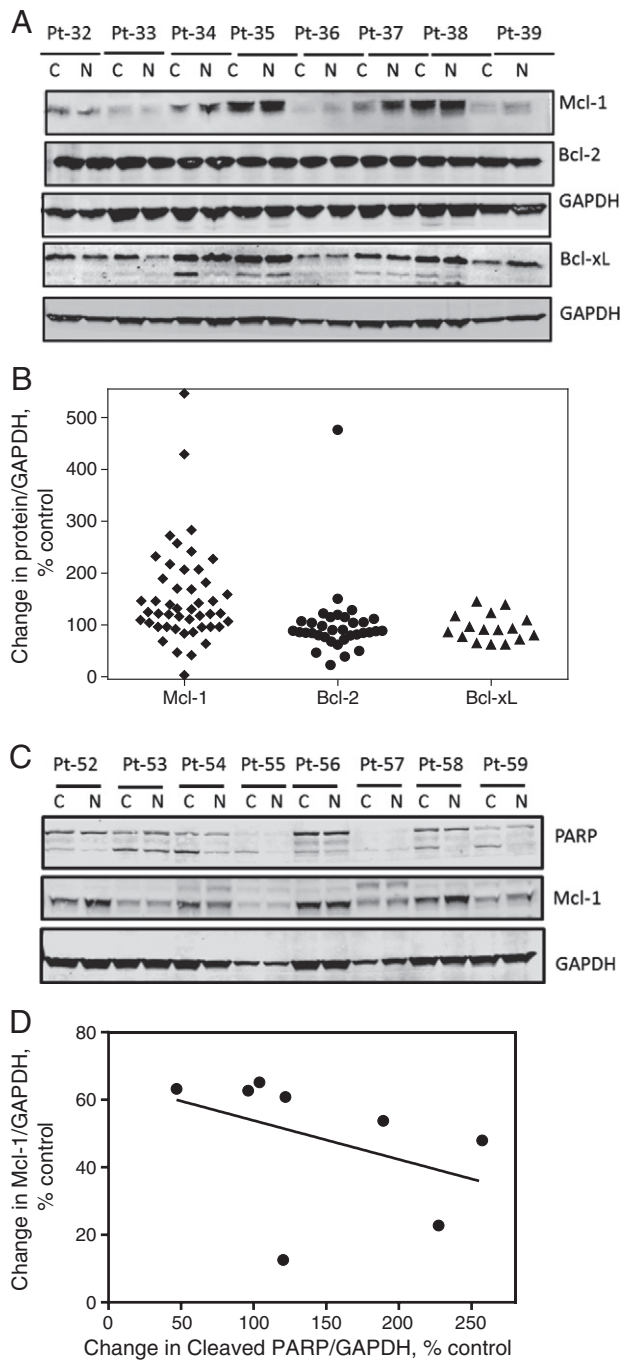 A
Pt-32 Pt-33 Pt-34 Pt-35 Pt-36 Pt-37 Pt-38 Pt-39
C N C N C N C N C N C N C N C N
Mcl-1
Bcl-2
GAPDH
Bcl-xL
GAPDH
B
Change in protein/GAPDH,
% control
500
400
300
200
100
0
Mcl-1 Bcl-2 Bcl-xL
C
Pt-52 Pt-53 Pt-54 Pt-55 Pt-56 Pt-57 Pt-58 Pt-59
C N C N C N C N C N C N C N C N
PARP
Mcl-1
GAPDH
D
Change in Mcl-1/GAPDH,
% control
80
60
40
20
0
0 50 100 150 200 250
Change in Cleaved PARP/GAPDH, % control